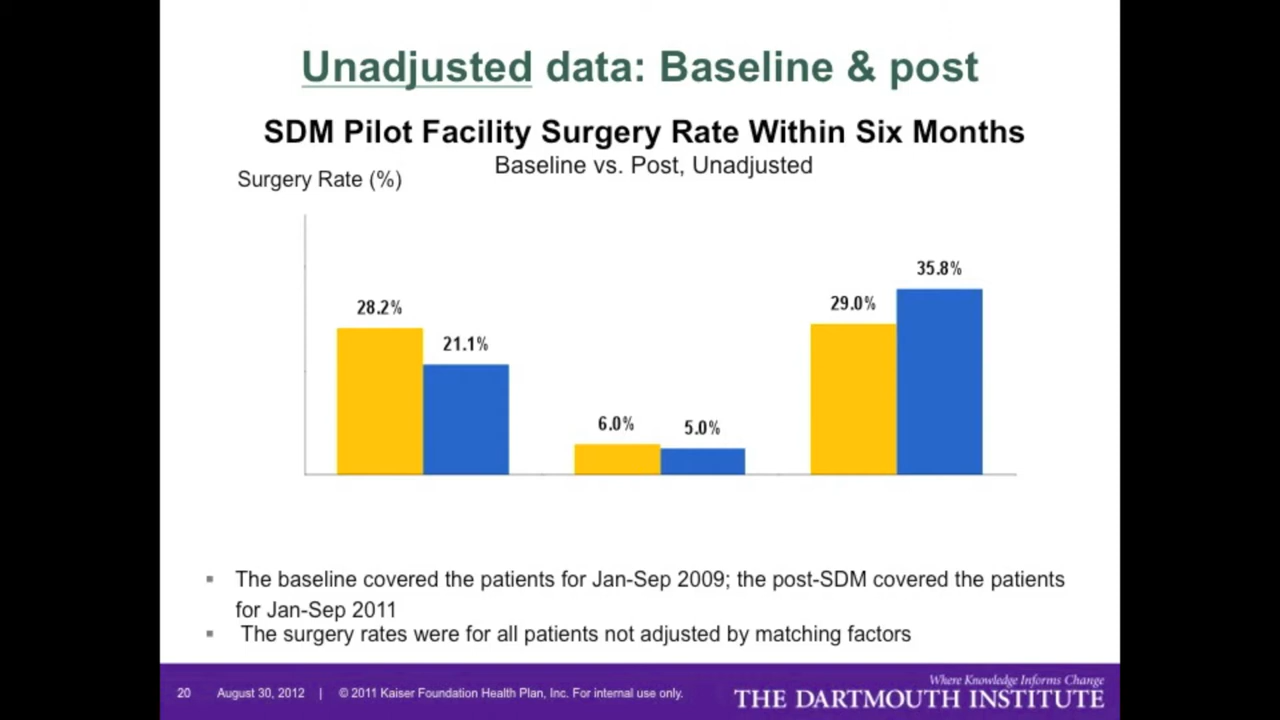 Unadjusted data: Baseline & post
SDM Pilot Facility Surgery Rate Within Six Months
Baseline vs. Post, Unadjusted
Surgery Rate (%)
28.2%
21.1%
6.0%
5.0%
29.0%
35.8%
▪ The baseline covered the patients for Jan-Sep 2009; the post-SDM covered the patients
for Jan-Sep 2011
▪ The surgery rates were for all patients not adjusted by matching factors
20 August 30, 2012 | © 2011 Kaiser Foundation Health Plan, Inc. For internal use only.
Where Knowledge Informs Change
THE DARTMOUTH INSTITUTE